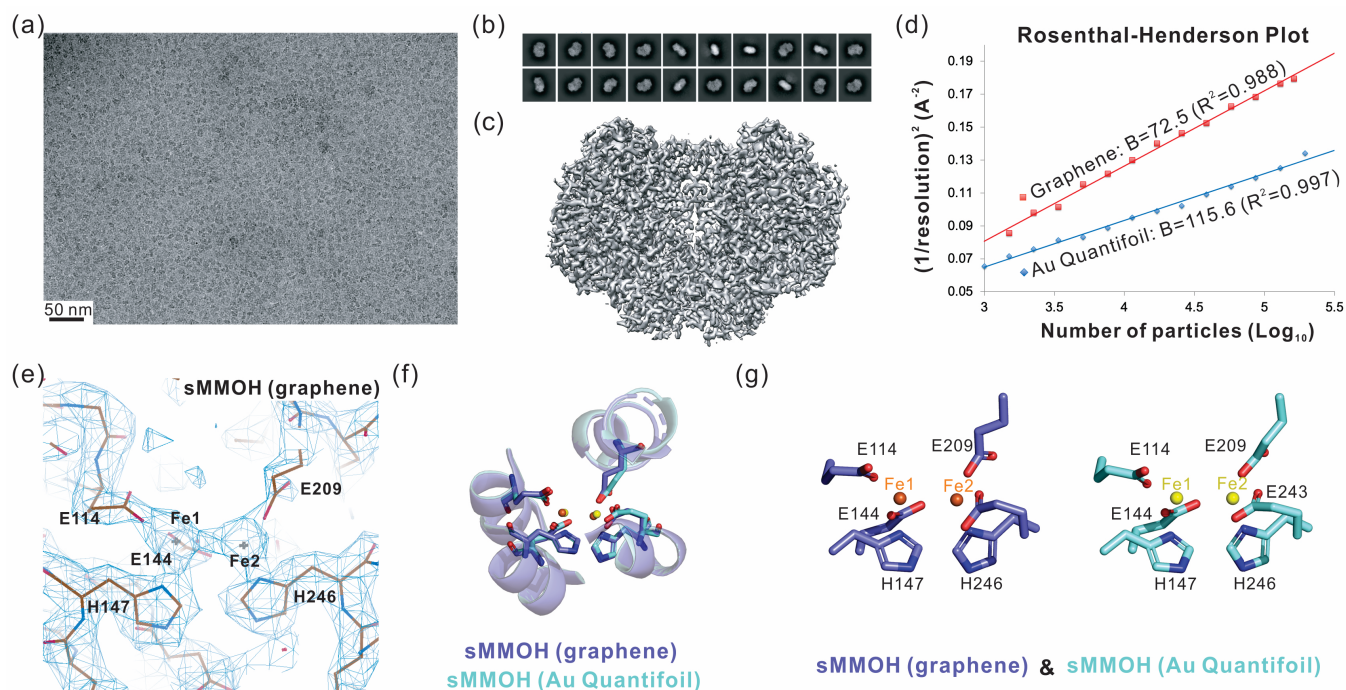 (a)
50 nm
(b)
(c)
(d)
Rosenthal-Henderson Plot
(1/resolution)² (A⁻²)
0.19
0.17
0.15
0.13
0.11
0.09
0.07
0.05
Graphene: B=72.5 (R²=0.988)
Au Quantifoil: B=115.6 (R²=0.997)
3 3.5 4 4.5 5 5.5
Number of particles (Log₁₀)
(e)
sMMOH (graphene)
E209
E114
Fe1
E144
Fe2
H147
H246
(f)
sMMOH (graphene)
sMMOH (Au Quantifoil)
(g)
E114
E209
Fe1
Fe2
E144
H147
H246
E114
E209
Fe1
Fe2
E243
E144
H147
H246
sMMOH (graphene) & sMMOH (Au Quantifoil)